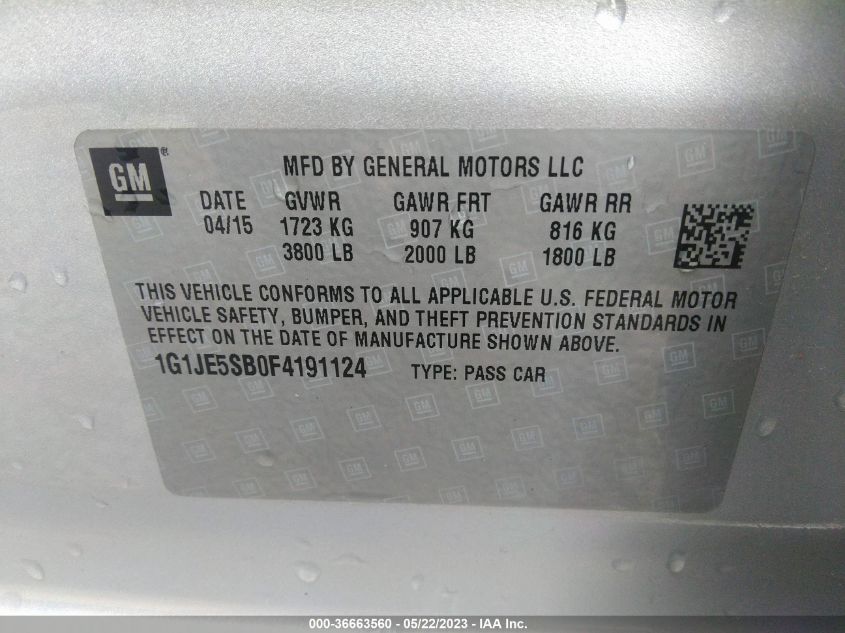 GM ®
MFD BY GENERAL MOTORS LLC
DATE GVWR GAWR FRT GAWR RR
04/15 1723 KG 907 KG 816 KG
3800 LB 2000 LB 1800 LB
THIS VEHICLE CONFORMS TO ALL APPLICABLE U.S. FEDERAL MOTOR
VEHICLE SAFETY, BUMPER, AND THEFT PREVENTION STANDARDS IN
EFFECT ON THE DATE OF MANUFACTURE SHOWN ABOVE.
1G1JE5SB0F4191124 TYPE: PASS CAR
000-36663560 - 05/22/2023 - IAA Inc.